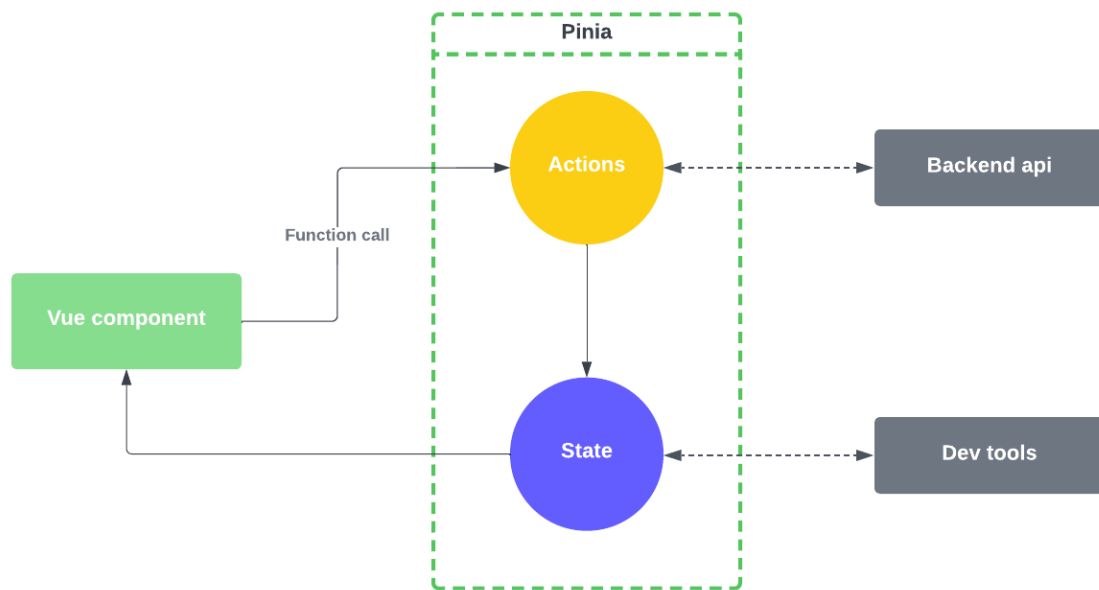 Pinia
Actions
Backend api
Function call
Vue component
State
Dev tools